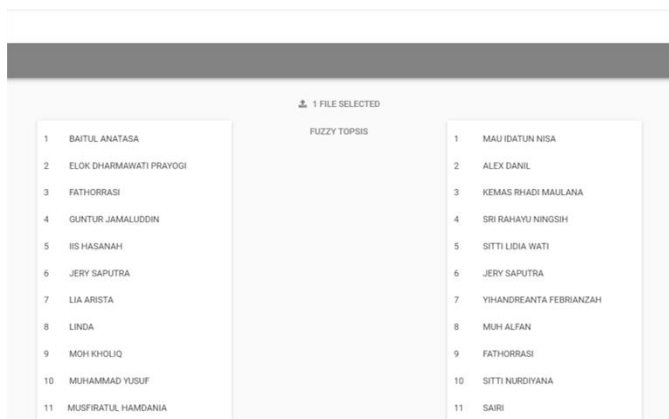 1 FILE SELECTED
FUZZY TOPSIS
1 BAITUL ANATASA
2 ELOK DHARMAWATI PRAYOGI
3 FATHORRASI
4 GUNTUR JAMALUDDIN
5 IIS HASANAH
6 JERY SAPUTRA
7 LIA ARISTA
8 LINDA
9 MOH KHOLIQ
10 MUHAMMAD YUSUF
11 MUSFIRATUL HAMDANIA
1 MAU IDATUN NISA
2 ALEX DANIL
3 KEMAS RHADI MAULANA
4 SRI RAHAYU NINGSIH
5 SITTI LIDIA WATI
6 JERY SAPUTRA
7 YIHANDREANTA FEBRIANZAH
8 MUH ALFAN
9 FATHORRASI
10 SITTI NURDIYANA
11 SAIRI